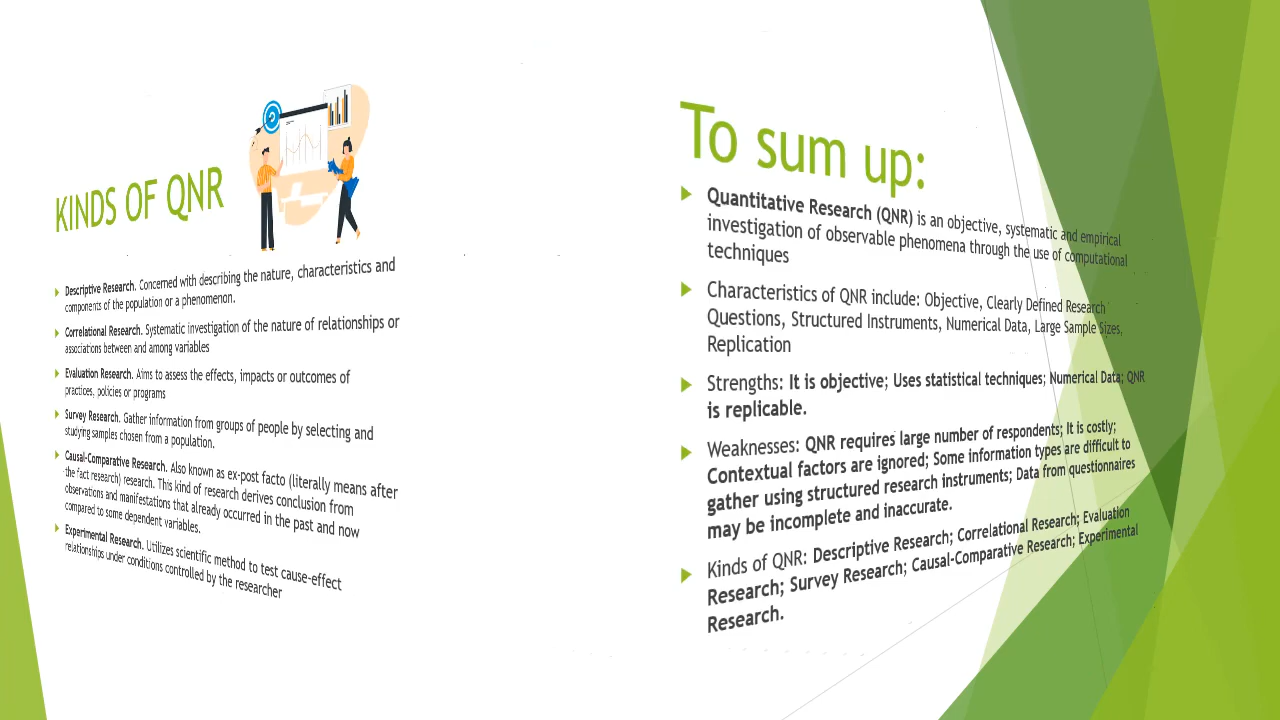 KINDS OF QNR
Descriptive Research. Concerned with describing the nature, characteristics and
components of the population or a phenomenon.
Correlational Research. Systematic investigation of the nature of relationships or
associations between and among variables
Evaluation Research. Aims to assess the effects, impacts or outcomes of
practices, policies or programs
Survey Research. Gather information from groups of people by selecting and
studying samples chosen from a population.
Causal-Comparative Research. Also known as ex-post facto (literally means after
the fact research) research. This kind of research derives conclusion from
observations and manifestations that already occurred in the past and now
compared to some dependent variables.
Experimental Research. Utilizes scientific method to test cause-effect
relationships under conditions controlled by the researcher
To sum up:
Quantitative Research (QNR) is an objective, systematic and empirical
investigation of observable phenomena through the use of computational
techniques
Characteristics of QNR include: Objective, Clearly Defined Research
Questions, Structured Instruments, Numerical Data, Large Sample Sizes,
Replication
Strengths: It is objective; Uses statistical techniques; Numerical Data; QNR
is replicable.
Weaknesses: QNR requires large number of respondents; It is costly;
Contextual factors are ignored; Some information types are difficult to
gather using structured research instruments; Data from questionnaires
may be incomplete and inaccurate.
Kinds of QNR: Descriptive Research; Correlational Research; Evaluation
Research; Survey Research; Causal-Comparative Research; Experimental
Research.